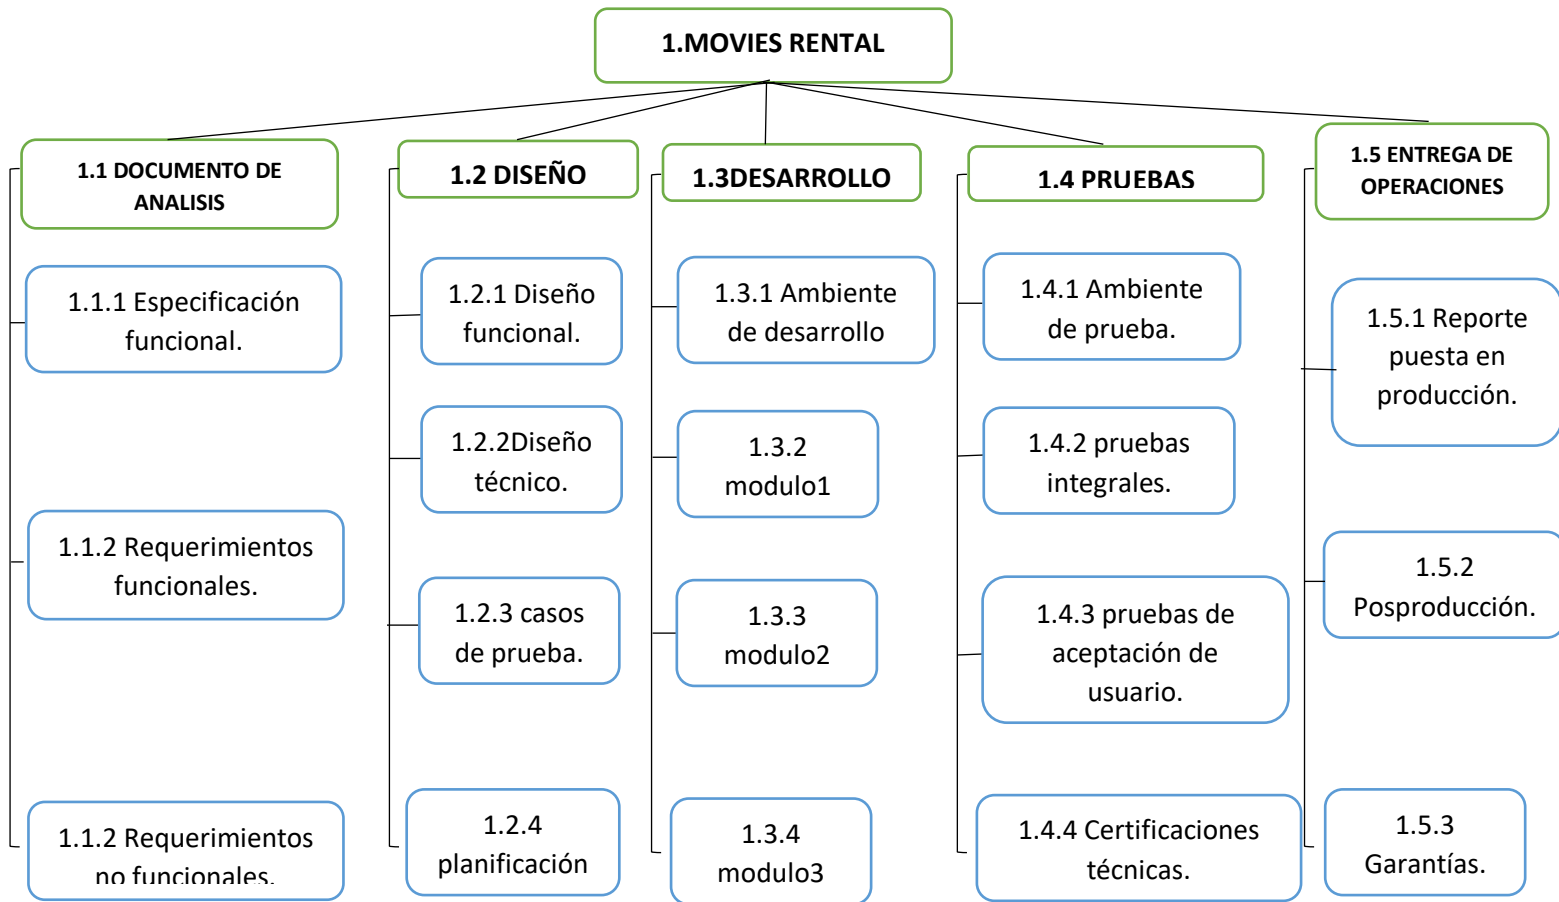 1.MOVIES RENTAL
1.1 DOCUMENTO DE
ANALISIS
1.1.1 Especificación
funcional.
1.1.2 Requerimientos
funcionales.
1.1.2 Requerimientos
no funcionales.
1.2 DISEÑO
1.2.1 Diseño
funcional.
1.2.2Diseño
técnico.
1.2.3 casos
de prueba.
1.2.4
planificación
1.3DESARROLLO
1.3.1 Ambiente
de desarrollo
1.3.2
modulo1
1.3.3
modulo2
1.3.4
modulo3
1.4 PRUEBAS
1.4.1 Ambiente
de prueba.
1.4.2 pruebas
integrales.
1.4.3 pruebas de
aceptación de
usuario.
1.4.4 Certificaciones
técnicas.
1.5 ENTREGA DE
OPERACIONES
1.5.1 Reporte
puesta en
producción.
1.5.2
Posproducción.
1.5.3
Garantías.